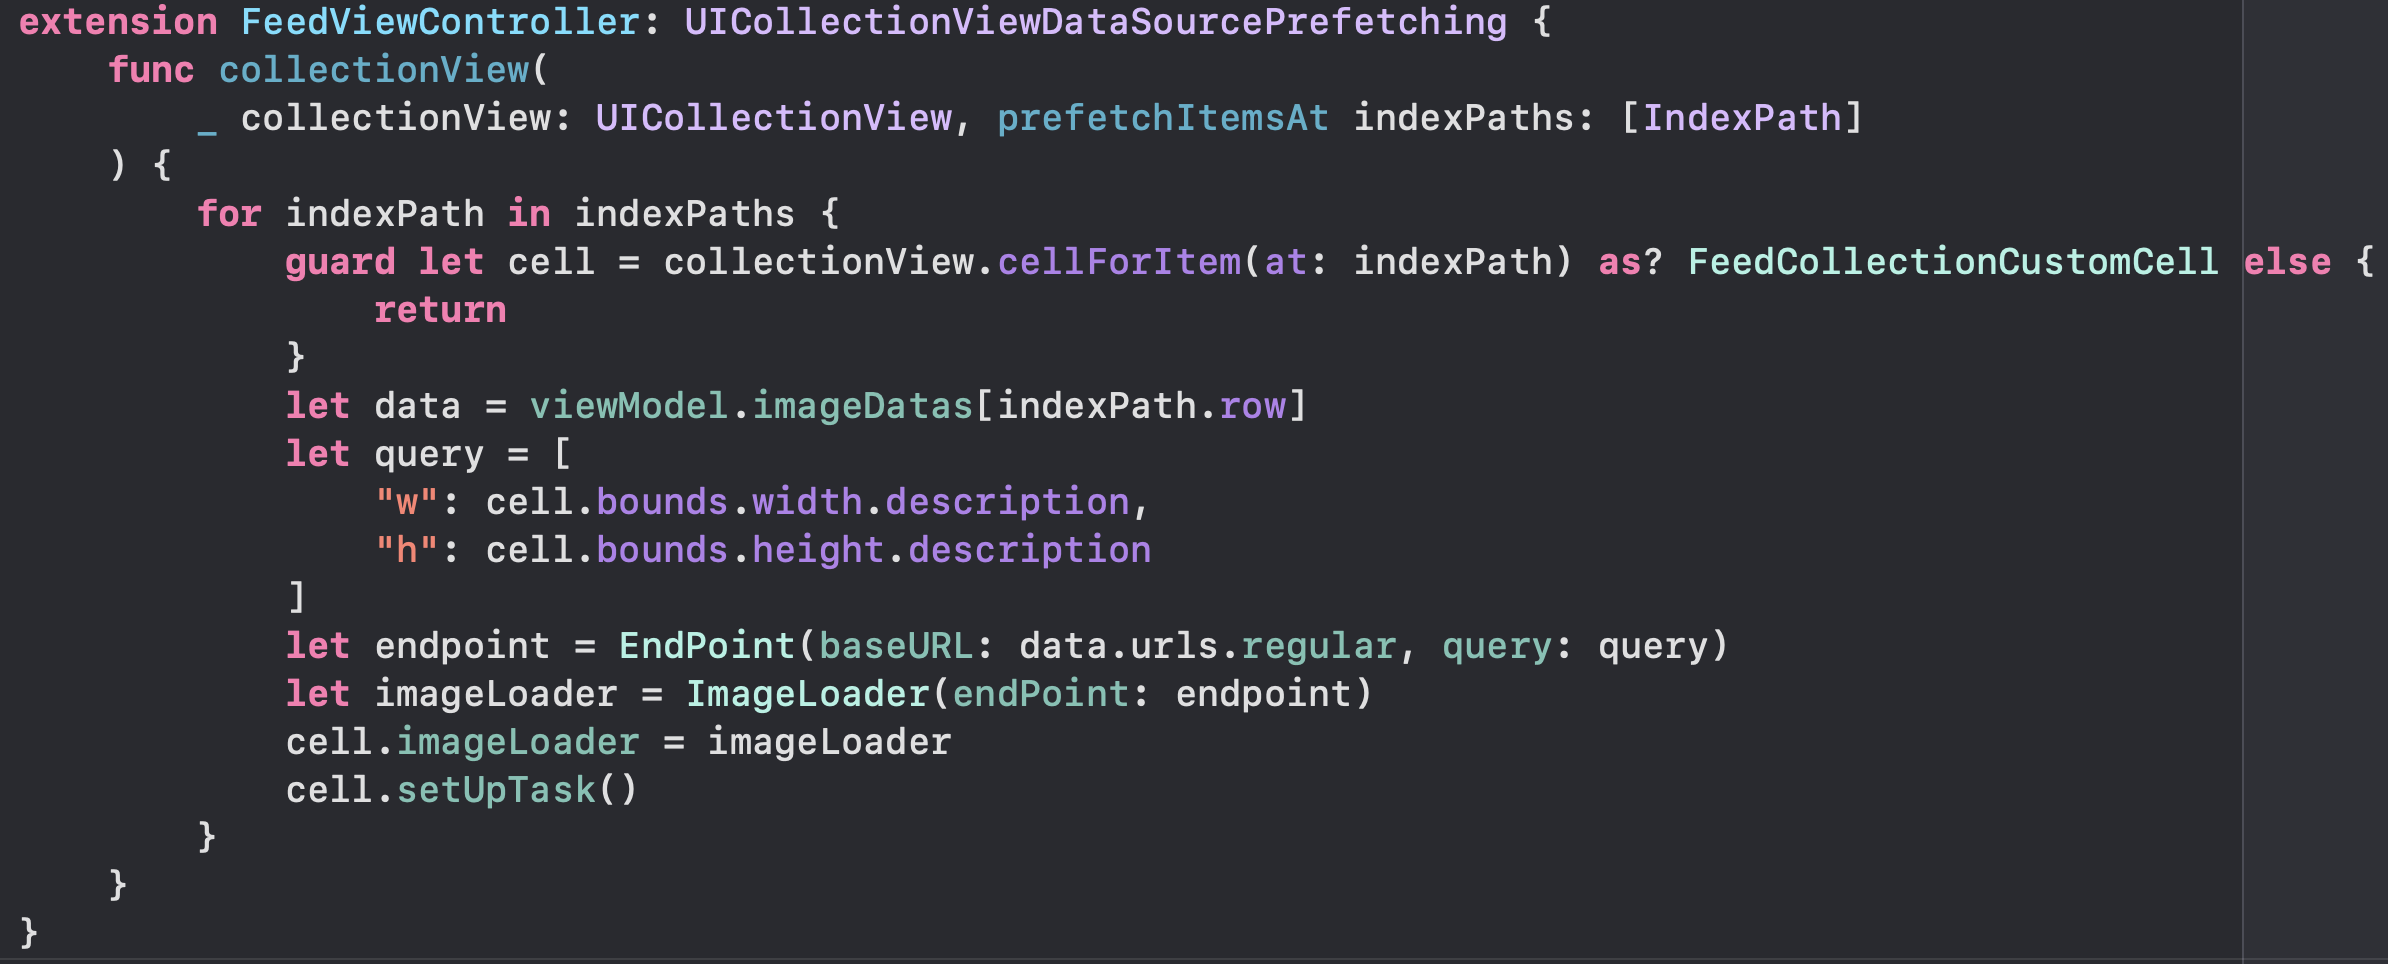 extension FeedViewController: UICollectionViewDataSourcePrefetching {
    func collectionView(
        _ collectionView: UICollectionView, prefetchItemsAt indexPaths: [IndexPath]
    ) {
        for indexPath in indexPaths {
            guard let cell = collectionView.cellForItem(at: indexPath) as? FeedCollectionCustomCell else {
                return
            }
            let data = viewModel.imageDatas[indexPath.row]
            let query = [
                "w": cell.bounds.width.description,
                "h": cell.bounds.height.description
            ]
            let endpoint = EndPoint(baseURL: data.urls.regular, query: query)
            let imageLoader = ImageLoader(endPoint: endpoint)
            cell.imageLoader = imageLoader
            cell.setUpTask()
        }
    }
}